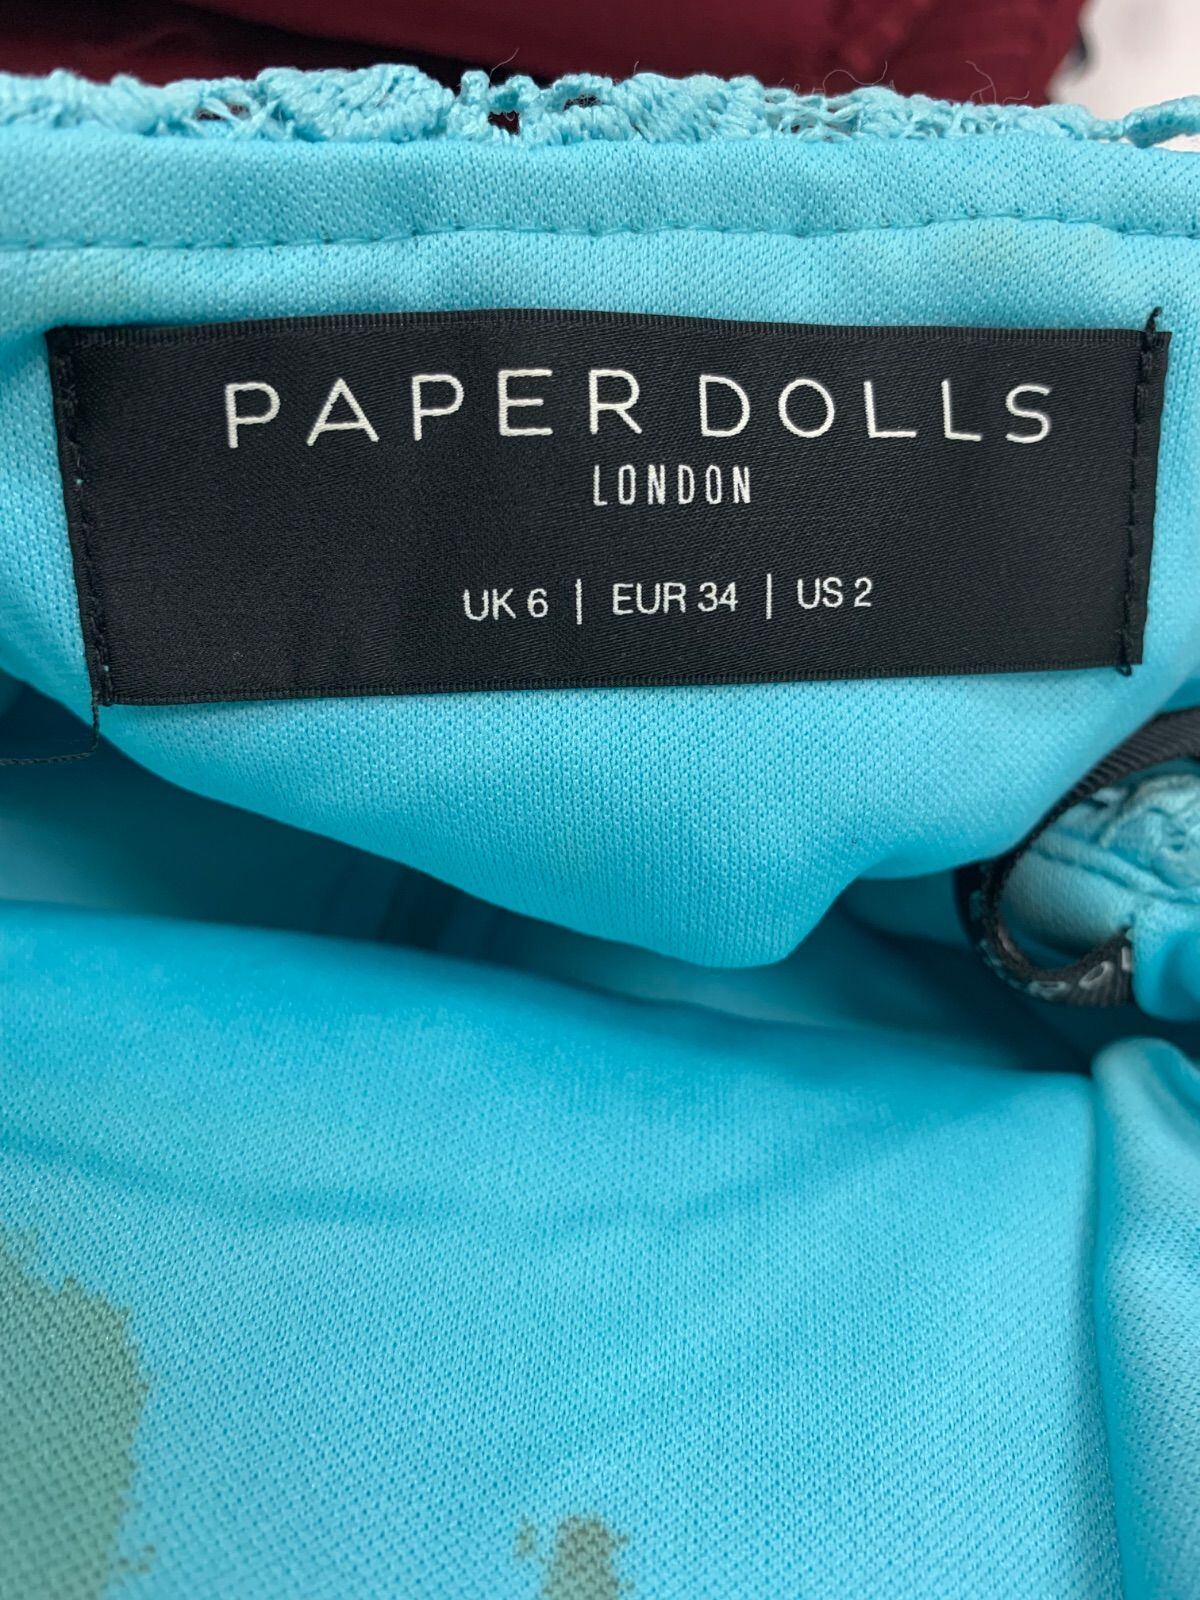 PAPER DOLLS
LONDON
UK 6 | EUR 34 | US 2